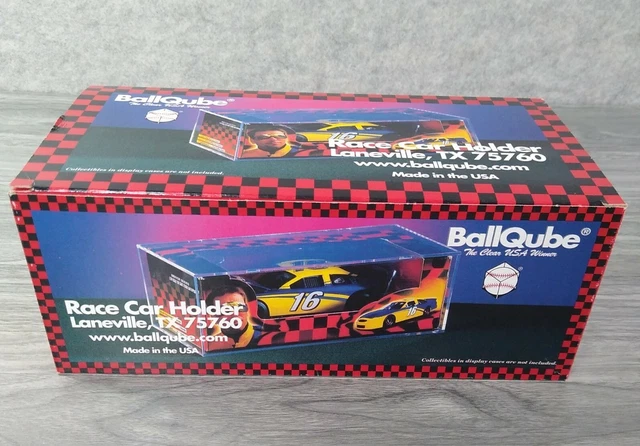 BallQube®
The Clear USA Winner
16
Race Car Holder
Laneville, TX 75760
www.ballqube.com
Made in the USA
Collectibles in display cases are not included.
BallQube®
The Clear USA Winner
16
16
Race Car Holder
Laneville, TX 75760
www.ballqube.com
Made in the USA
Collectibles in display cases are not included.